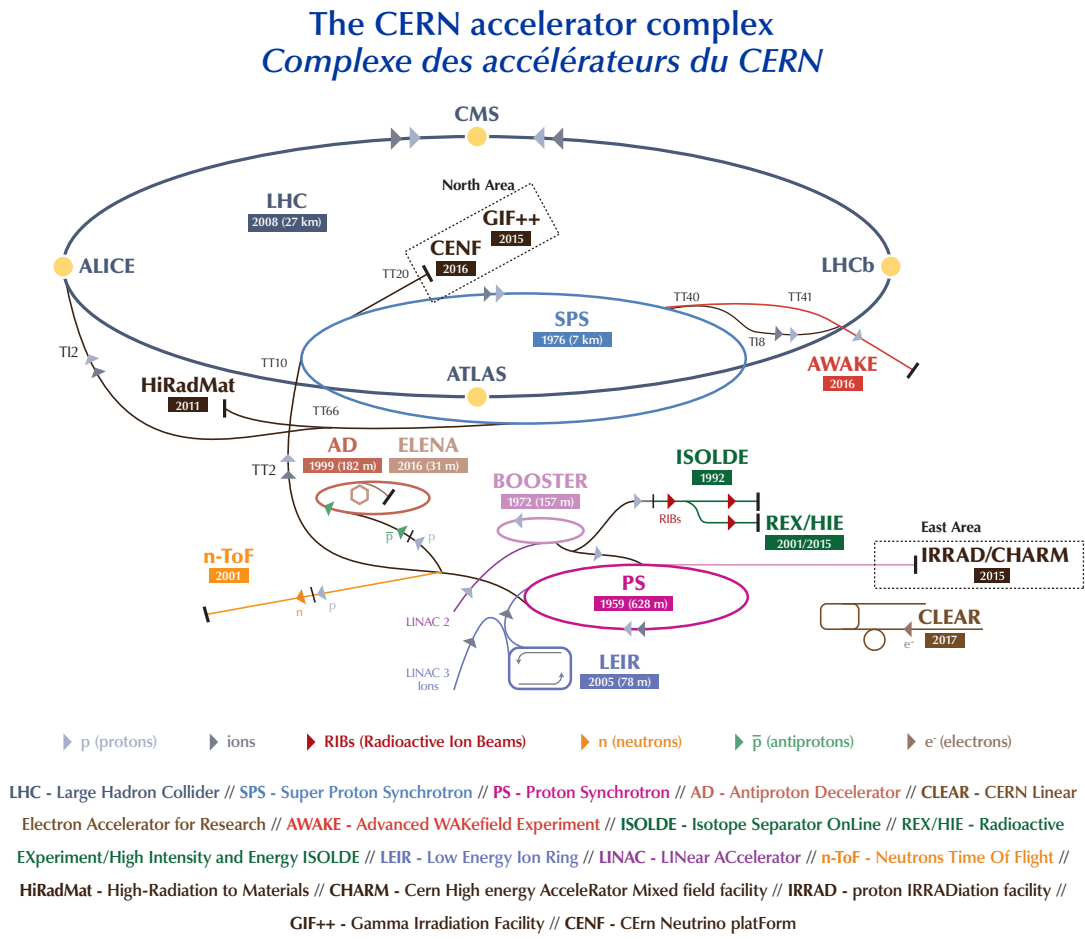 The CERN accelerator complex
Complexe des accélérateurs du CERN
CMS
North Area
LHC
2008 (27 km)
GIF++
2015
CENF
2016
ALICE
LHCb
TT20
TT40
TT41
SPS
1976 (7 km)
TI8
TI2
TT10
AWAKE
2016
ATLAS
HiRadMat
2011
TT66
AD
1999 (182 m)
ELENA
2016 (31 m)
TT2
BOOSTER
1972 (157 m)
ISOLDE
1992
RIBs
REX/HIE
2001/2015
p̅
p
East Area
n-ToF
2001
IRRAD/CHARM
2015
PS
1959 (628 m)
n
p
LINAC 2
CLEAR
2017
e-
LINAC 3
Ions
LEIR
2005 (78 m)
p (protons)
ions
RIBs (Radioactive Ion Beams)
n (neutrons)
p̅ (antiprotons)
e- (electrons)
LHC - Large Hadron Collider // SPS - Super Proton Synchrotron // PS - Proton Synchrotron // AD - Antiproton Decelerator // CLEAR - CERN Linear
Electron Accelerator for Research // AWAKE - Advanced WAKefield Experiment // ISOLDE - Isotope Separator OnLine // REX/HIE - Radioactive
EXperiment/High Intensity and Energy ISOLDE // LEIR - Low Energy Ion Ring // LINAC - LINear ACcelerator // n-ToF - Neutrons Time Of Flight //
HiRadMat - High-Radiation to Materials // CHARM - Cern High energy AcceleRator Mixed field facility // IRRAD - proton IRRADiation facility //
GIF++ - Gamma Irradiation Facility // CENF - CErn Neutrino platForm